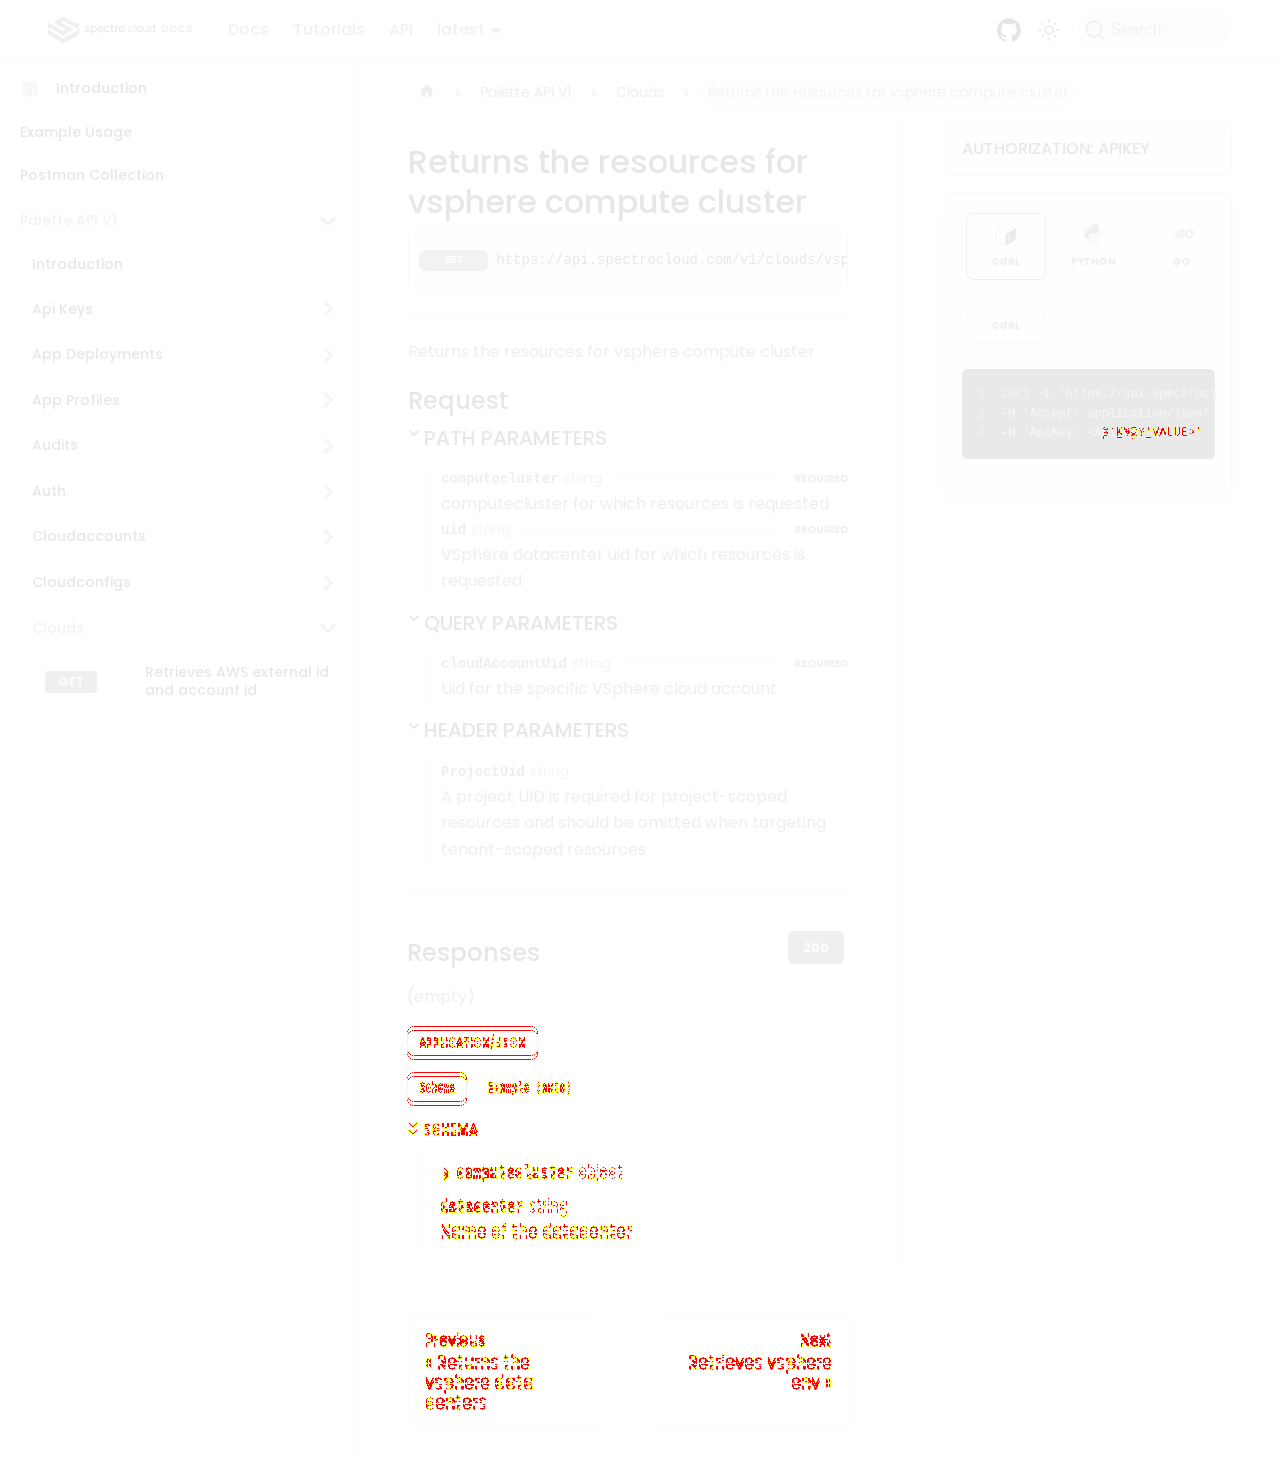 spectro cloud DOCS
Docs
Tutorials
API
latest
Search
Introduction
Example Usage
Postman Collection
Palette API V1
Introduction
Api Keys
App Deployments
App Profiles
Audits
Auth
Cloudaccounts
Cloudconfigs
Clouds
GET
Retrieves AWS external id
and account id
Palette API V1
Clouds
Returns the resources for vsphere compute cluster
Returns the resources for
vsphere compute cluster
GET
https://api.spectrocloud.com/v1/clouds/vsp
Returns the resources for vsphere compute cluster
Request
PATH PARAMETERS
computecluster string REQUIRED
computecluster for which resources is requested
uid string REQUIRED
VSphere datacenter uid for which resources is
requested
QUERY PARAMETERS
cloudAccountUid string REQUIRED
Uid for the specific VSphere cloud account
HEADER PARAMETERS
ProjectUid string
A project UID is required for project-scoped
resources and should be omitted when targeting
tenant-scoped resources
Responses
200
(empty)
APPLICATION/JSON
Schema
Example (auto)
SCHEMA
computecluster object
datacenter string
Name of the datacenter
Previous
« Returns the
vsphere data
centers
Next
Retrieves vsphere
env »
AUTHORIZATION: APIKEY
CURL
PYTHON
GO
GO
CURL
1 curl -L 'https://api.spectrocl
2 -H 'Accept: application/json'
3 -H 'ApiKey: